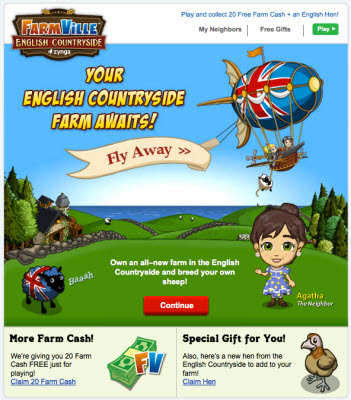 Play and collect 20 Free Farm Cash + an English Hen!
FARMVILLE
ENGLISH COUNTRYSIDE
zynga
My Neighbors
Free Gifts
Play
YOUR
ENGLISH COUNTRYSIDE
FARM AWAITS!
Fly Away >>
Baash
Own an all-new farm in the English
Countryside and breed your own
sheep!
Continue
Agatha
The Neighbor
More Farm Cash!
We're giving you 20 Farm
Cash FREE just for
playing!
Claim 20 Farm Cash
FV
Special Gift for You!
Also, here's a new hen from the
English Countryside to add to your
farm!
Claim Hen